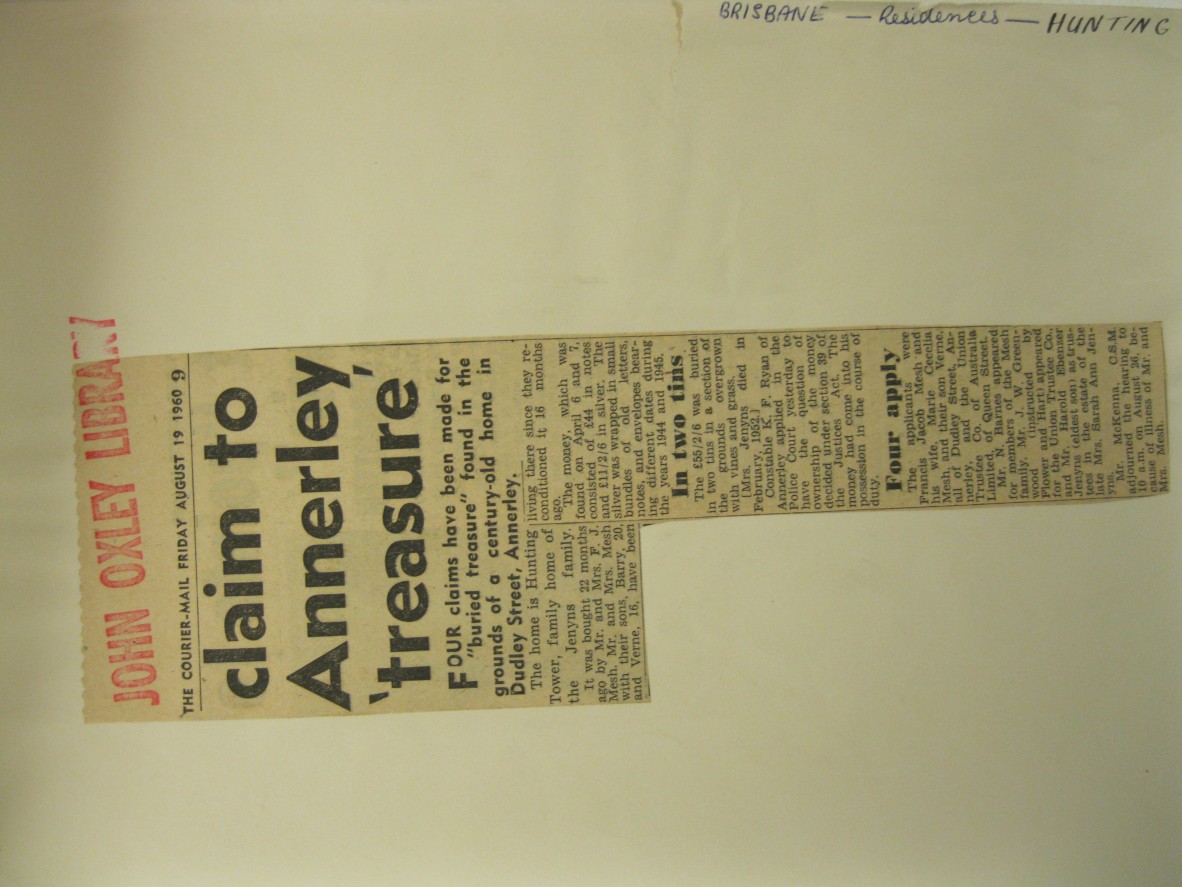 BRISBANE — Residences — HUNTING
JOHN OXLEY LIBRARY
THE COURIER-MAIL FRIDAY AUGUST 19 1960 9
claim to
Annerley
'treasure'
FOUR claims have been made for
"buried treasure" found in the
grounds of a century-old home in
Dudley Street, Annerley.
The home is Hunting
Tower, family home of
the Jenyns family.
It was bought 22 months
ago by Mr. and Mrs. F. J.
Mesh. Mr. and Mrs. Mesh
with their sons, Barry, 20,
and Verne, 16, have been
living there since they re-
conditioned it 16 months
ago.
The money, which was
found on April 6 and 7,
consisted of £44 in notes
and £11/2/6 in silver. The
silver was wrapped in small
bundles of old letters,
notes, and envelopes bear-
ing different dates during
the years 1944 and 1945.
In two tins
The £55/2/6 was buried
in two tins in a section of
the grounds overgrown
with vines and grass.
[Mrs. Jenyns died in
February, 1952.]
Constable K. F. Ryan of
Annerley applied in the
Police Court yesterday to
have the question of
ownership of the money
decided under section 39 of
the Justices Act. The
money had come into his
possession in the course of
duty.
Four apply
The applicants were
Francis Jacob Mesh and
his wife, Marie Cecelia
Mesh, and their son Verne,
all of Dudley Street, An-
nerley, and the Union
Trustee Co. of Australia
Limited, of Queen Street.
Mr. N. Barnes appeared
for members of the Mesh
family. Mr. J. W. Green-
wood (instructed by
Flower and Hart) appeared
for the Union Trustee Co.,
and Mr. Harold Ebenser
Jenyns (eldest son) as trus-
tees in the estate of the
late Mrs. Sarah Ann Jen-
yns.
Mr. McKenna, C.S.M.
adjourned the hearing to
10 a.m. on August 26, be-
cause of illness of Mr. and
Mrs. Mesh.